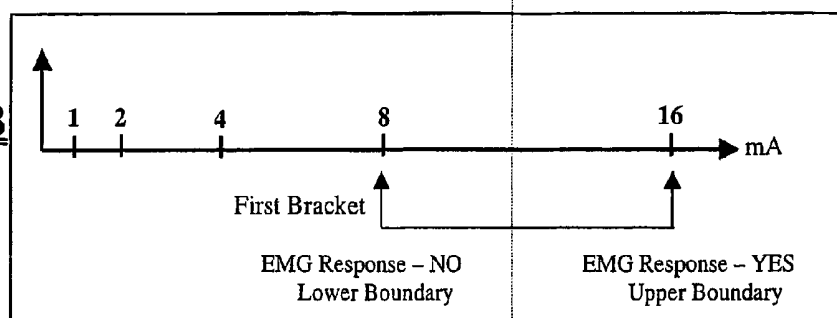 1 2 4 8 16
mA
First Bracket
EMG Response – NO
Lower Boundary
EMG Response – YES
Upper Boundary